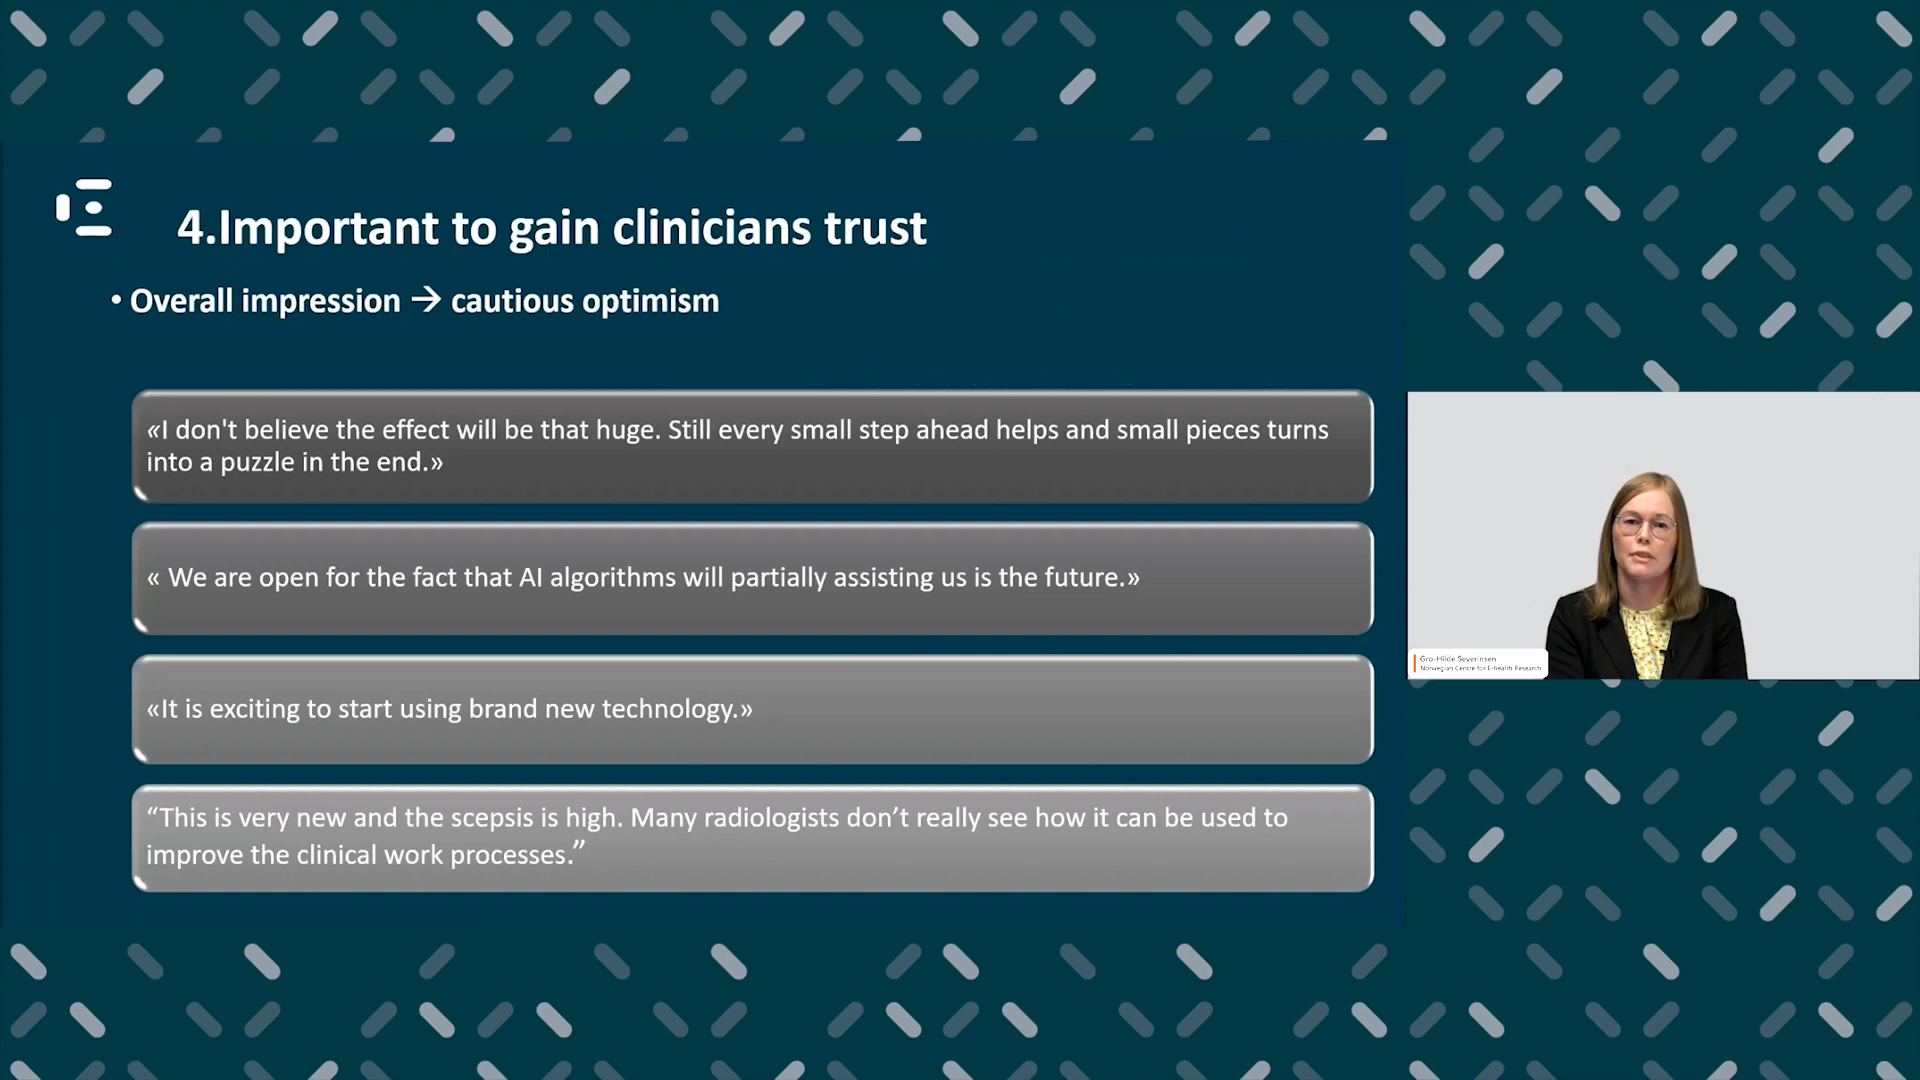 4.Important to gain clinicians trust
• Overall impression → cautious optimism
«I don't believe the effect will be that huge. Still every small step ahead helps and small pieces turns
into a puzzle in the end.»
« We are open for the fact that AI algorithms will partially assisting us is the future.»
«It is exciting to start using brand new technology.»
“This is very new and the scepsis is high. Many radiologists don’t really see how it can be used to
improve the clinical work processes.”
Gro-Hilde Severinsen
Norwegian Centre for E-health Research